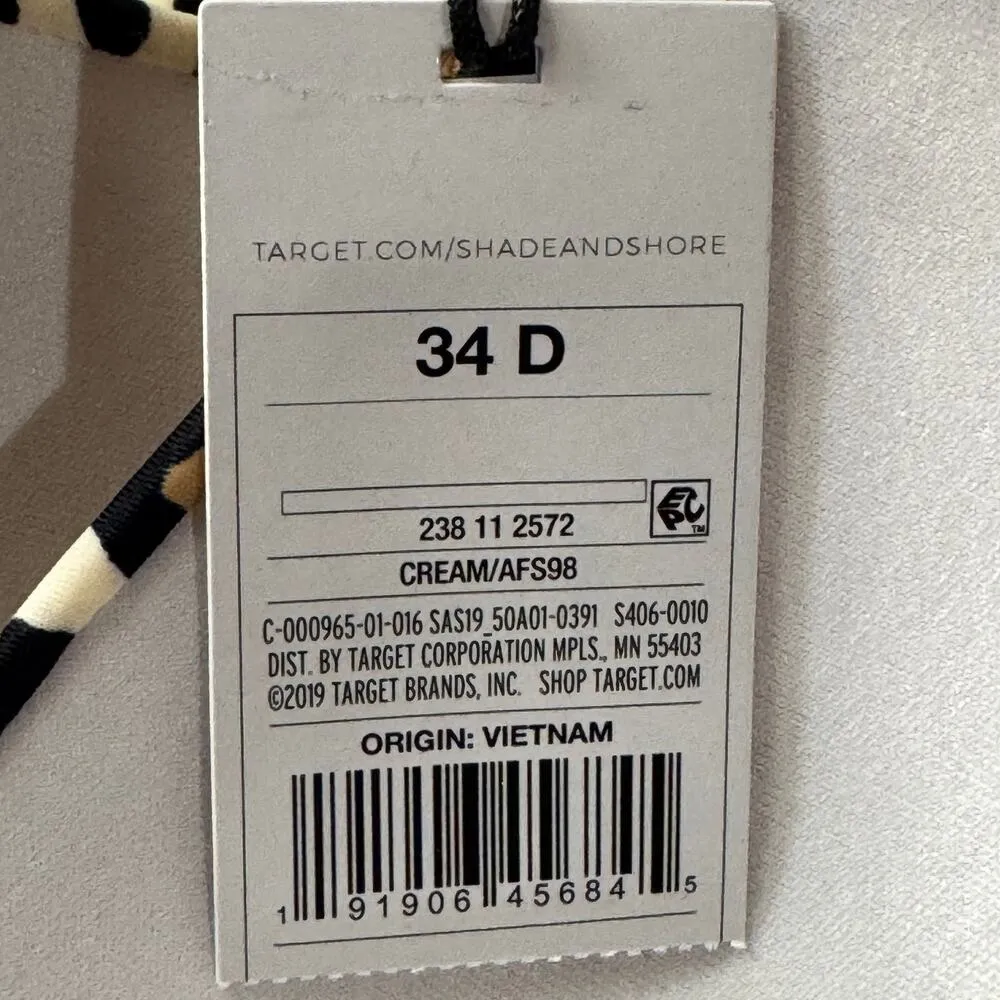 TARGET.COM/SHADEANDSHORE
34 D
EPC™
238 11 2572
CREAM/AFS98
C-000965-01-016 SAS19_50A01-0391 S406-0010
DIST. BY TARGET CORPORATION MPLS., MN 55403
©2019 TARGET BRANDS, INC. SHOP TARGET.COM
ORIGIN: VIETNAM
1 91906 45684 5